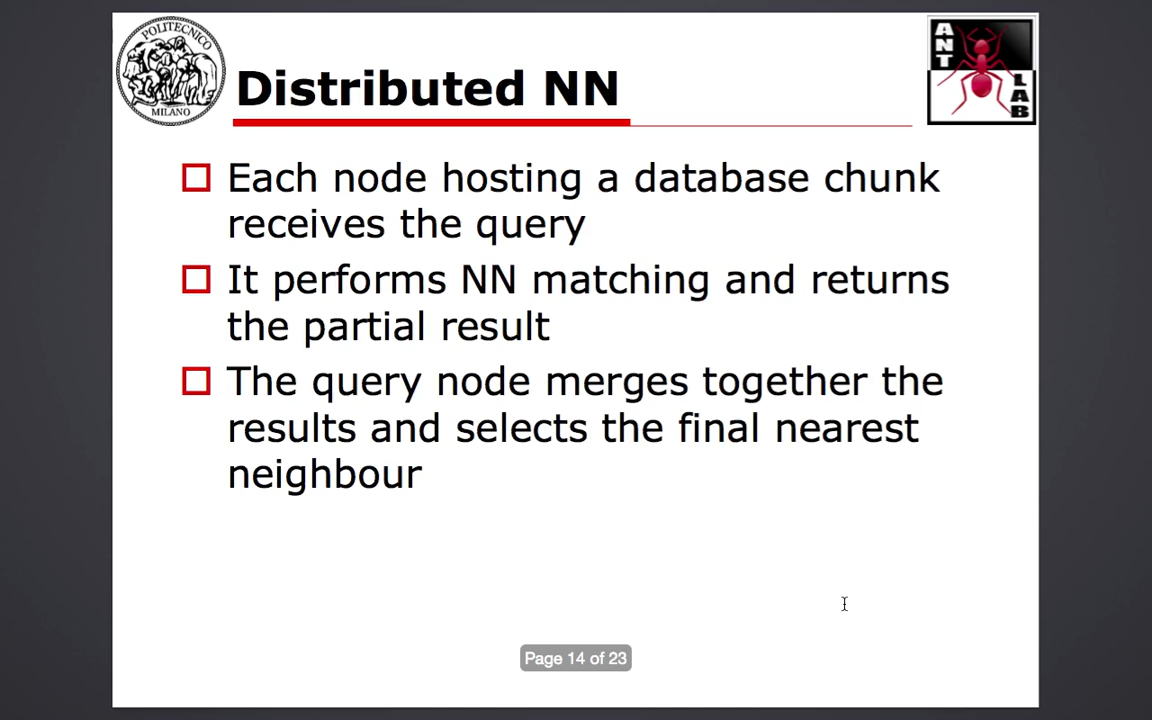 POLITECNICO
MILANO
Distributed NN
ANT
LAB
Each node hosting a database chunk
receives the query
It performs NN matching and returns
the partial result
The query node merges together the
results and selects the final nearest
neighbour
Page 14 of 23